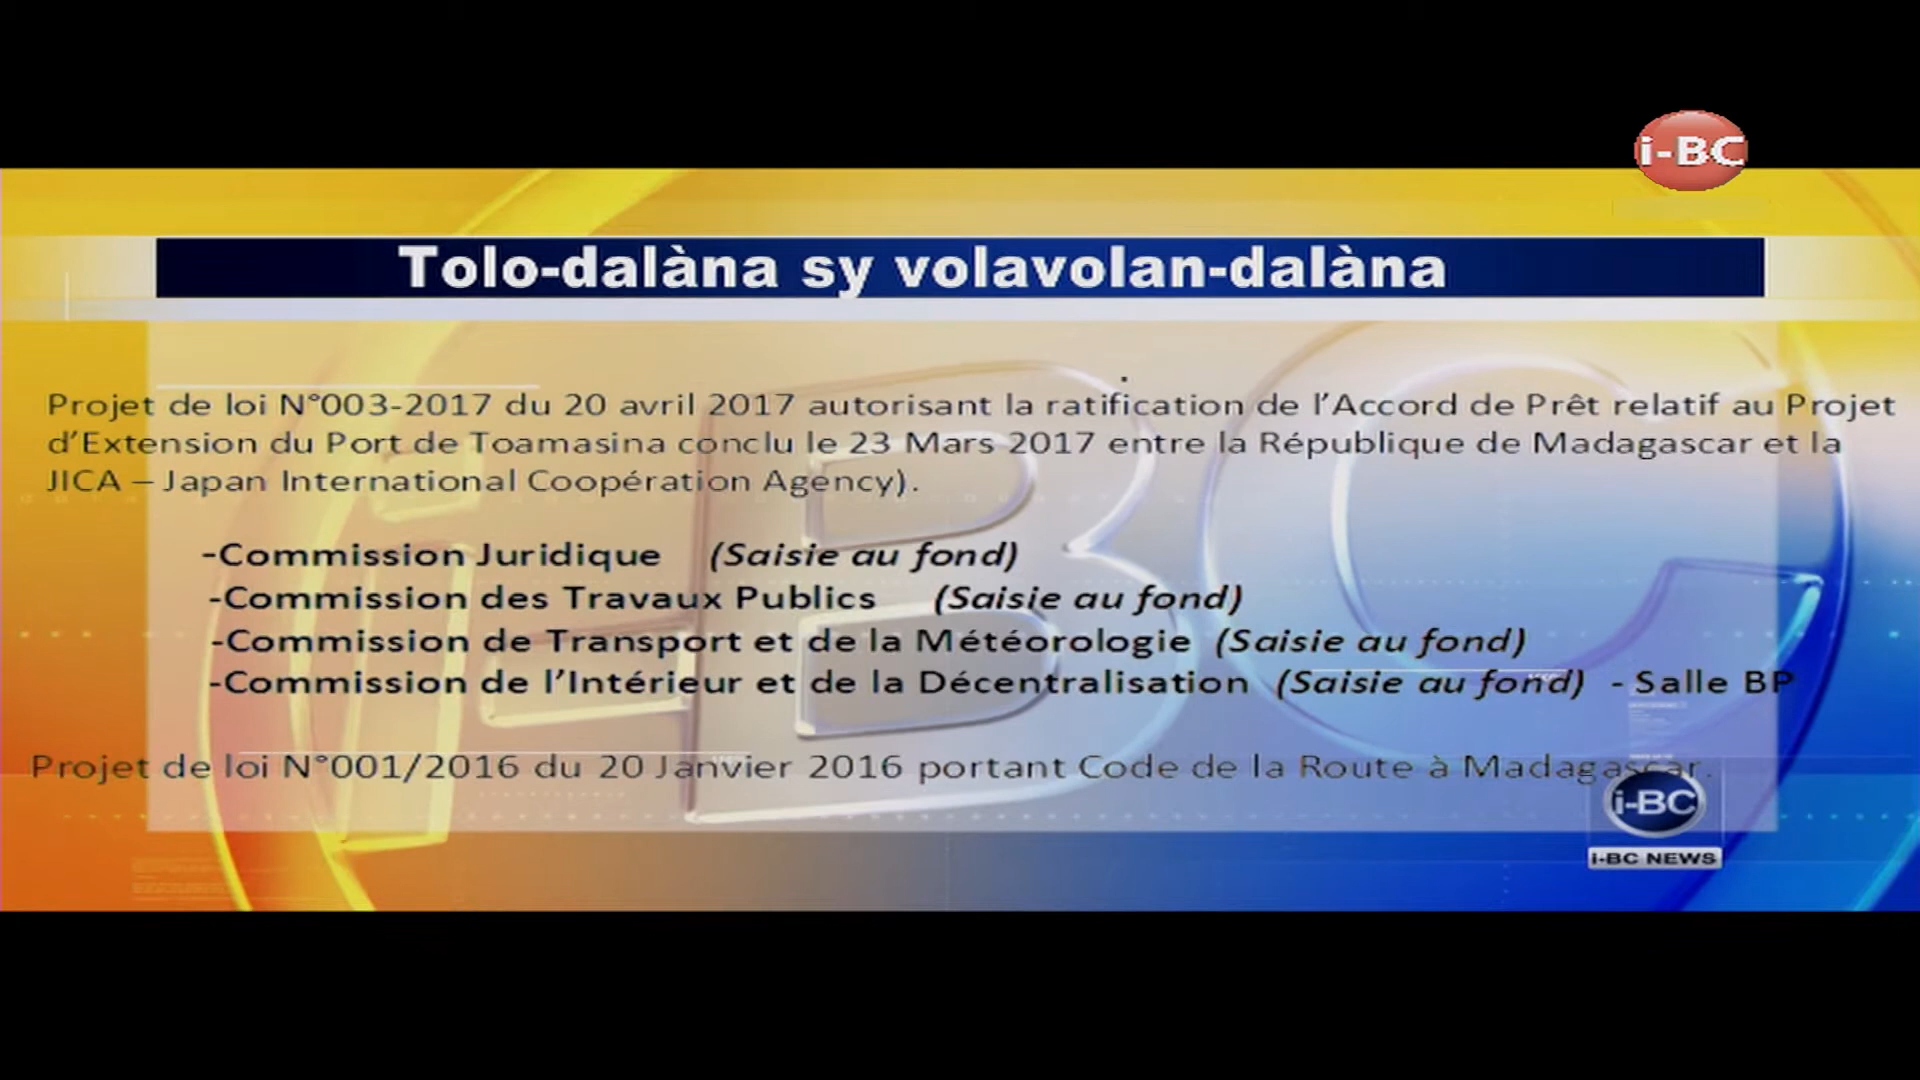 i-BC
Tolo-dalàna sy volavolan-dalàna
Projet de loi N°003-2017 du 20 avril 2017 autorisant la ratification de l’Accord de Prêt relatif au Projet
d’Extension du Port de Toamasina conclu le 23 Mars 2017 entre la République de Madagascar et la
JICA – Japan International Coopération Agency).
-Commission Juridique (Saisie au fond)
-Commission des Travaux Publics (Saisie au fond)
-Commission de Transport et de la Météorologie (Saisie au fond)
-Commission de l’Intérieur et de la Décentralisation (Saisie au fond) - Salle BP
Projet de loi N°001/2016 du 20 Janvier 2016 portant Code de la Route à Madagascar.
i-BC
i-BC NEWS